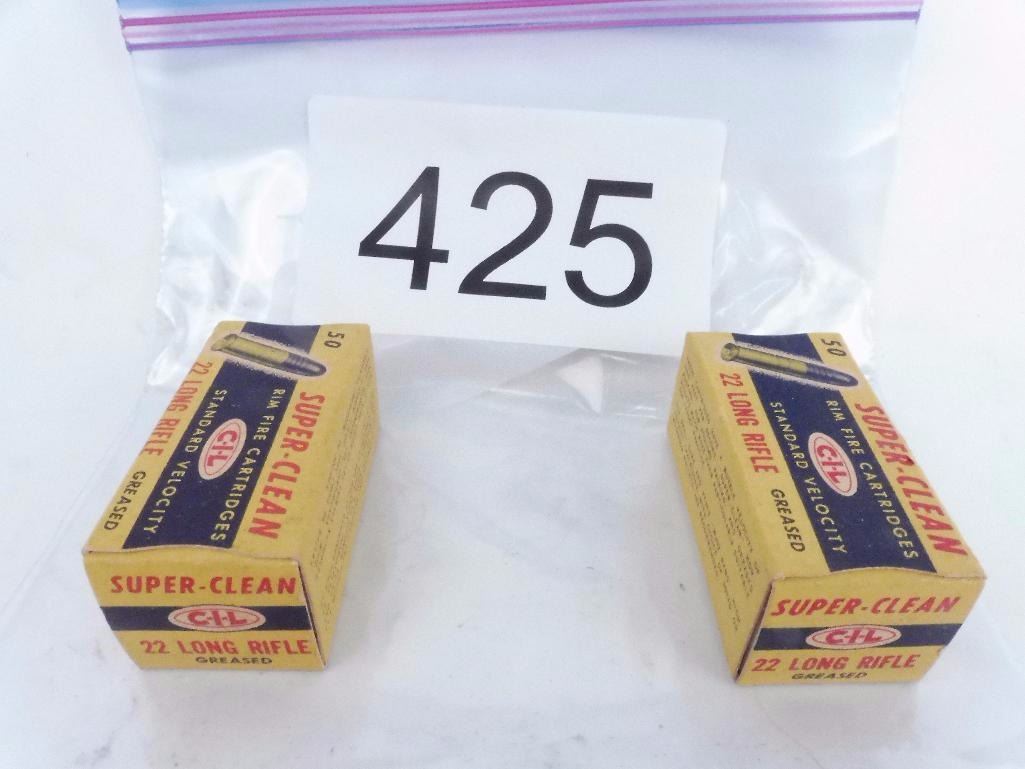 425
50
SUPER-CLEAN
RIM FIRE CARTRIDGES
C-I-L
STANDARD VELOCITY
22 LONG RIFLE GREASED
SUPER-CLEAN
C-I-L
22 LONG RIFLE
GREASED
50
SUPER-CLEAN
RIM FIRE CARTRIDGES
C-I-L
STANDARD VELOCITY
22 LONG RIFLE GREASED
SUPER-CLEAN
C-I-L
22 LONG RIFLE
GREASED